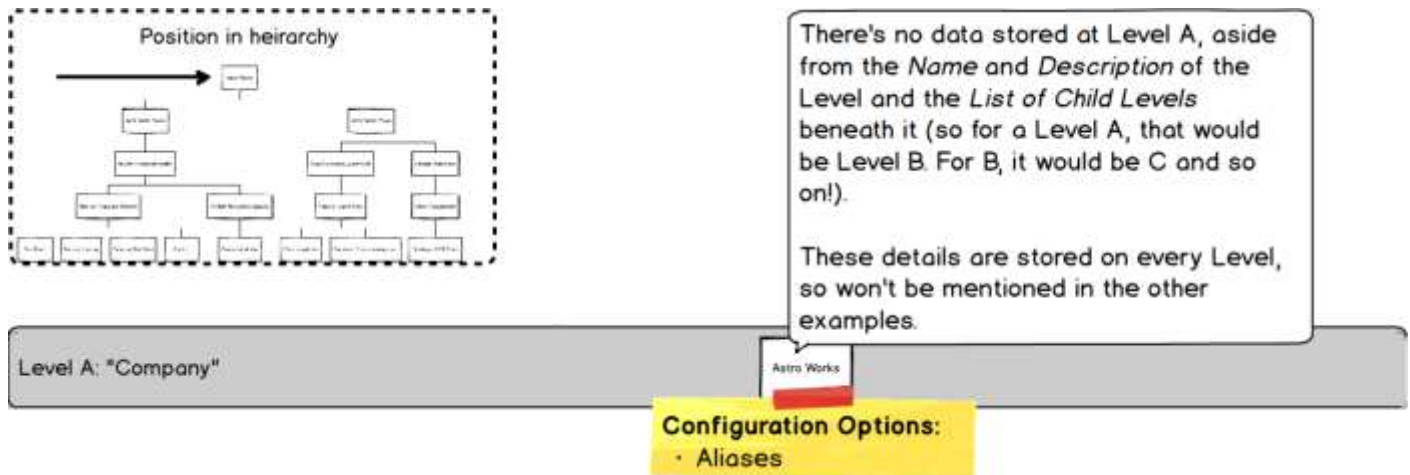 Position in heirarchy
There's no data stored at Level A, aside
from the Name and Description of the
Level and the List of Child Levels
beneath it (so for a Level A, that would
be Level B. For B, it would be C and so
on!).
These details are stored on every Level,
so won't be mentioned in the other
examples.
Level A: "Company"
Astro Works
Configuration Options:
· Aliases